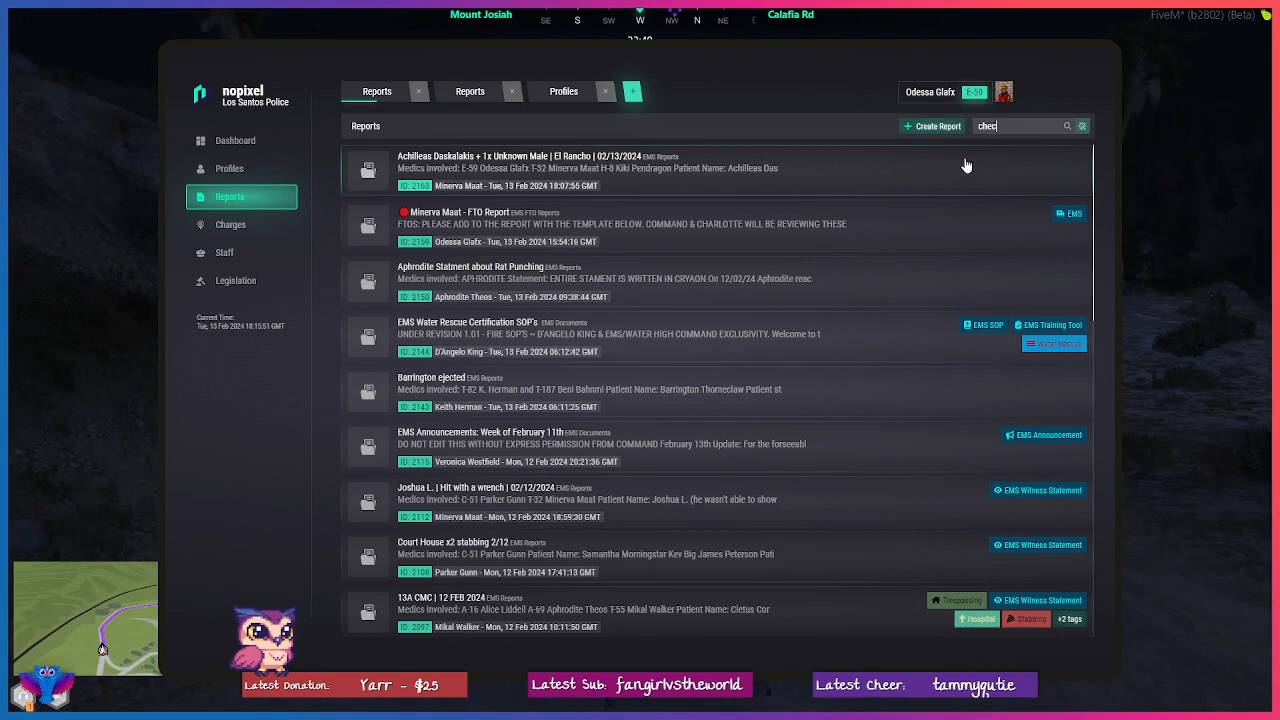 Mount Josiah
SE S SW W NW N NE E
Calafia Rd
FiveM* (b2802) (Beta)
nopixel
Los Santos Police
Reports × Reports × Profiles × +
Odessa Glafx E-59
Reports
+ Create Report
chec
Dashboard
Profiles
Reports
Charges
Staff
Legislation
Current Time:
Tue, 13 Feb 2024 18:15:51 GMT
Achilleas Daskalakis + 1x Unknown Male | El Rancho | 02/13/2024 EMS Reports
Medics involved: E-59 Odessa Glafx T-32 Minerva Maat H-8 Kiki Pendragon Patient Name: Achilleas Das
ID: 2163 Minerva Maat - Tue, 13 Feb 2024 18:07:55 GMT
Minerva Maat - FTO Report EMS FTO Reports
FTOS: PLEASE ADD TO THE REPORT WITH THE TEMPLATE BELOW. COMMAND & CHARLOTTE WILL BE REVIEWING THESE
ID: 2159 Odessa Glafx - Tue, 13 Feb 2024 15:54:16 GMT
EMS
Aphrodite Statment about Rat Punching EMS Reports
Medics involved: APHRODITE Statement: ENTIRE STAMENT IS WRITTEN IN CRYAON On 12/02/24 Aphrodite reac
ID: 2150 Aphrodite Theos - Tue, 13 Feb 2024 09:38:44 GMT
EMS Water Rescue Certification SOP's EMS Documents
UNDER REVISION 1.01 - FIRE SOP'S ~ D'ANGELO KING & EMS/WATER HIGH COMMAND EXCLUSIVITY. Welcome to t
ID: 2144 D'Angelo King - Tue, 13 Feb 2024 06:12:42 GMT
EMS SOP EMS Training Tool
Water Rescue
Barrington ejected EMS Reports
Medics involved: T-82 K. Herman and T-187 Beni Bahnmi Patient Name: Barrington Thorneclaw Patient st
ID: 2143 Keith Herman - Tue, 13 Feb 2024 06:11:25 GMT
EMS Announcements: Week of February 11th EMS Documents
DO NOT EDIT THIS WITHOUT EXPRESS PERMISSION FROM COMMAND February 13th Update: For the forseeabl
ID: 2115 Veronica Westfield - Mon, 12 Feb 2024 20:21:36 GMT
EMS Announcement
Joshua L. | Hit with a wrench | 02/12/2024 EMS Reports
Medics involved: C-51 Parker Gunn T-32 Minerva Maat Patient Name: Joshua L. (he wasn't able to show
ID: 2112 Minerva Maat - Mon, 12 Feb 2024 18:59:30 GMT
EMS Witness Statement
Court House x2 stabbing 2/12 EMS Reports
Medics involved: C-51 Parker Gunn Patient Name: Samantha Morningstar Kev Big James Peterson Pati
ID: 2108 Parker Gunn - Mon, 12 Feb 2024 17:41:13 GMT
EMS Witness Statement
13A CMC | 12 FEB 2024 EMS Reports
Medics involved: A-16 Alice Liddell A-69 Aphrodite Theos T-55 Mikal Walker Patient Name: Cletus Cor
ID: 2097 Mikal Walker - Mon, 12 Feb 2024 10:11:50 GMT
Trespassing EMS Witness Statement
Hospital Stabbing +2 tags
Latest Donation: Yarr - $25
Latest Sub: fangirlvstheworld
Latest Cheer: tammyqutie